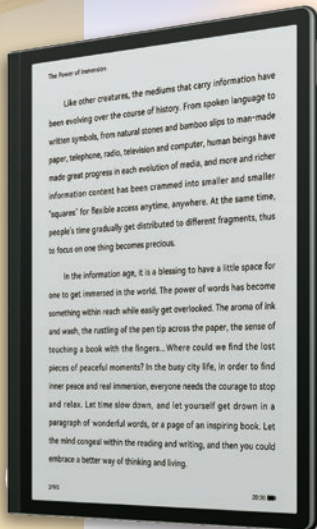 The Power of Immersion
Like other creatures, the mediums that carry information have
been evolving over the course of history. From spoken language to
written symbols, from natural stones and bamboo slips to man-made
paper, telephone, radio, television and computer, human beings have
made great progress in each evolution of media, and more and richer
information content has been crammed into smaller and smaller
"squares" for flexible access anytime, anywhere. At the same time,
people's time gradually get distributed to different fragments, thus
to focus on one thing becomes precious.
In the information age, it is a blessing to have a little space for
one to get immersed in the world. The power of words has become
something within reach while easily get overlooked. The aroma of ink
and wash, the rustling of the pen tip across the paper, the sense of
touching a book with the fingers... Where could we find the lost
pieces of peaceful moments? In the busy city life, in order to find
inner peace and real immersion, everyone needs the courage to stop
and relax. Let time slow down, and let yourself get drown in a
paragraph of wonderful words, or a page of an inspiring book. Let
the mind congeal within the reading and writing, and then you could
embrace a better way of thinking and living.
20:30